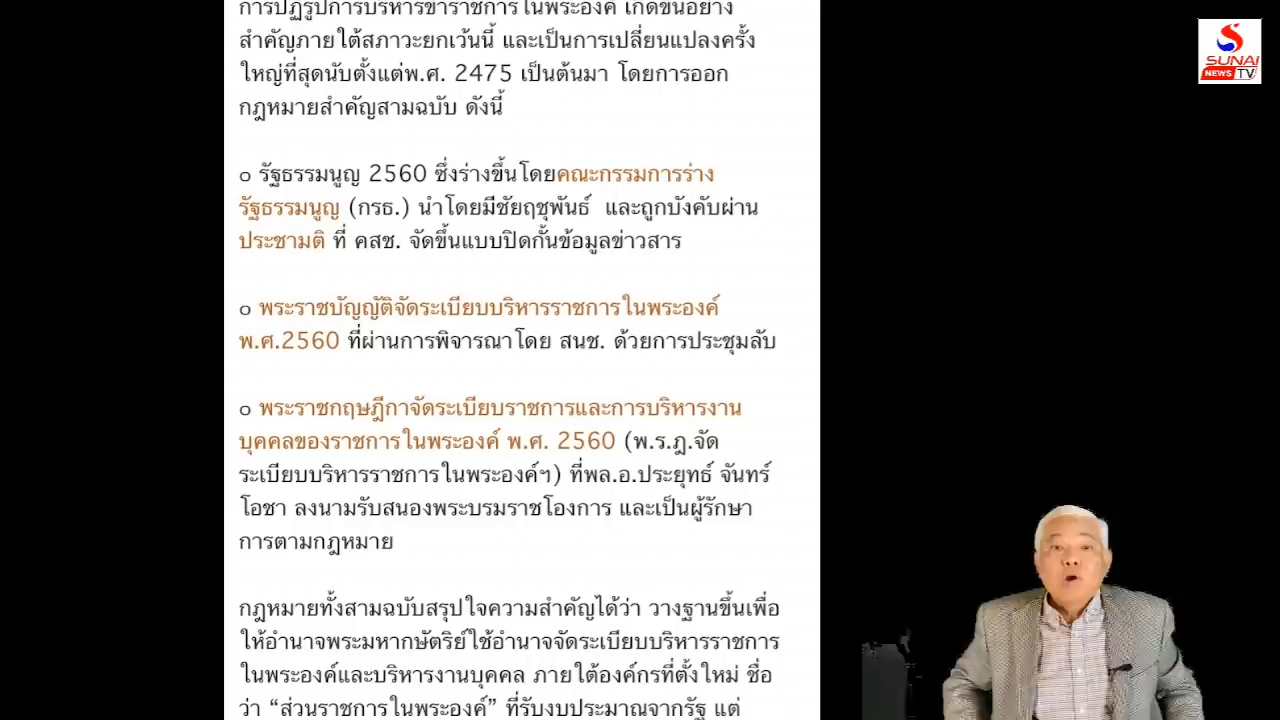 การปฏิรูปการบริหารข้าราชการในพระองค์ เกิดขึ้นอย่าง
สำคัญภายใต้สภาวะยกเว้นนี้ และเป็นการเปลี่ยนแปลงครั้ง
ใหญ่ที่สุดนับตั้งแต่พ.ศ. 2475 เป็นต้นมา โดยการออก
กฎหมายสำคัญสามฉบับ ดังนี้
o รัฐธรรมนูญ 2560 ซึ่งร่างขึ้นโดยคณะกรรมการร่าง
รัฐธรรมนูญ (กรธ.) นำโดยมีชัยฤชุพันธ์ และถูกบังคับผ่าน
ประชามติ ที่ คสช. จัดขึ้นแบบปิดกั้นข้อมูลข่าวสาร
o พระราชบัญญัติจัดระเบียบบริหารราชการในพระองค์
พ.ศ.2560 ที่ผ่านการพิจารณาโดย สนช. ด้วยการประชุมลับ
o พระราชกฤษฎีกาจัดระเบียบราชการและการบริหารงาน
บุคคลของราชการในพระองค์ พ.ศ. 2560 (พ.ร.ฎ.จัด
ระเบียบบริหารราชการในพระองค์ฯ) ที่พล.อ.ประยุทธ์ จันทร์
โอชา ลงนามรับสนองพระบรมราชโองการ และเป็นผู้รักษา
การตามกฎหมาย
กฎหมายทั้งสามฉบับสรุปใจความสำคัญได้ว่า วางฐานขึ้นเพื่อ
ให้อำนาจพระมหากษัตริย์ใช้อำนาจจัดระเบียบบริหารราชการ
ในพระองค์และบริหารงานบุคคล ภายใต้องค์กรที่ตั้งใหม่ ชื่อ
ว่า “ส่วนราชการในพระองค์” ที่รับงบประมาณจากรัฐ แต่
SUNAI
NEWS TV